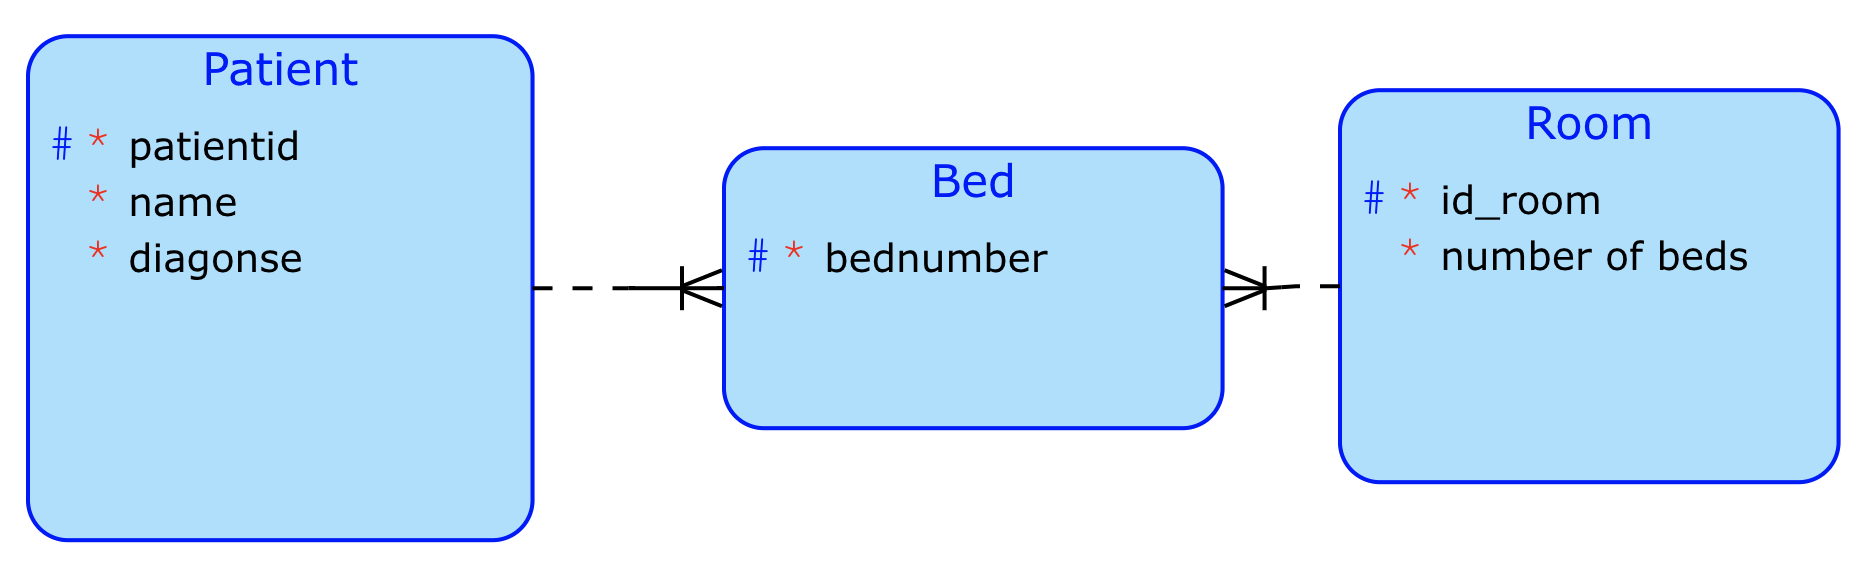 Patient
# * patientid
* name
* diagonse
Bed
# * bednumber
Room
# * id_room
* number of beds